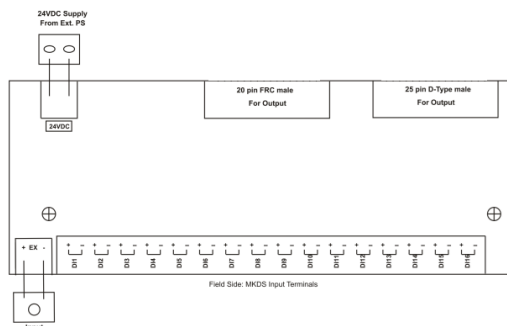 24VDC Supply
From Ext. PS
20 pin FRC male
For Output
25 pin D-Type male
For Output
24VDC
+ EX -
+ - + - + - + - + - + - + - + - + - + - + - + - + - + - + - + -
DI1 DI2 DI3 DI4 DI5 DI6 DI7 DI8 DI9 DI10 DI11 DI12 DI13 DI14 DI15 DI16
Field Side: MKDS Input Terminals
Input